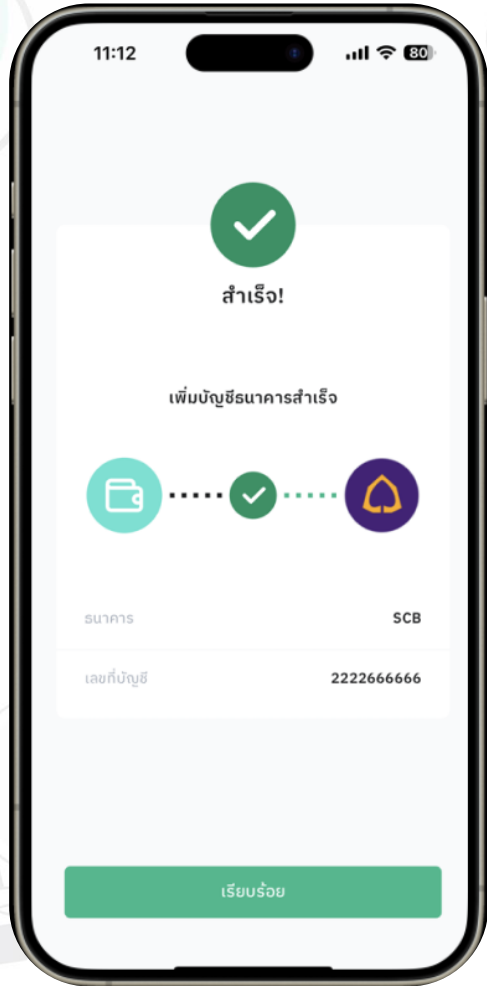 11:12
80
สำเร็จ!
เพิ่มบัญชีธนาคารสำเร็จ
ธนาคาร SCB
เลขที่บัญชี 2222666666
เรียบร้อย